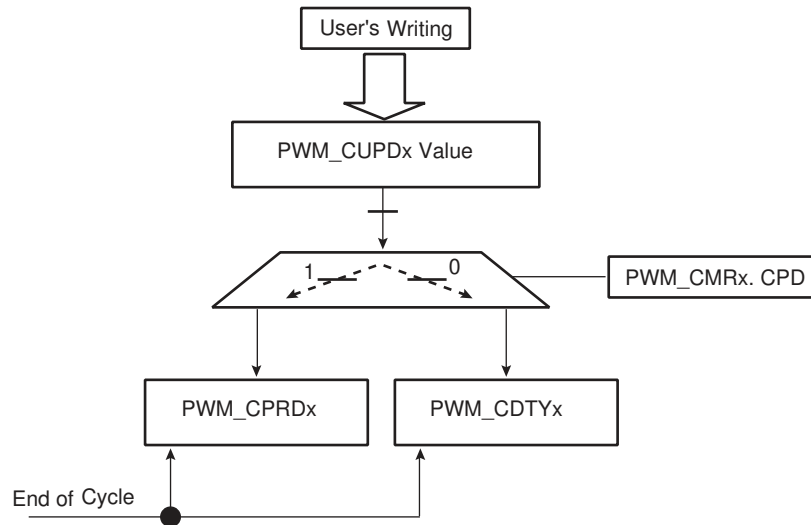 User's Writing
PWM_CUPDx Value
1
0
PWM_CMRx. CPD
PWM_CPRDx
PWM_CDTYx
End of Cycle